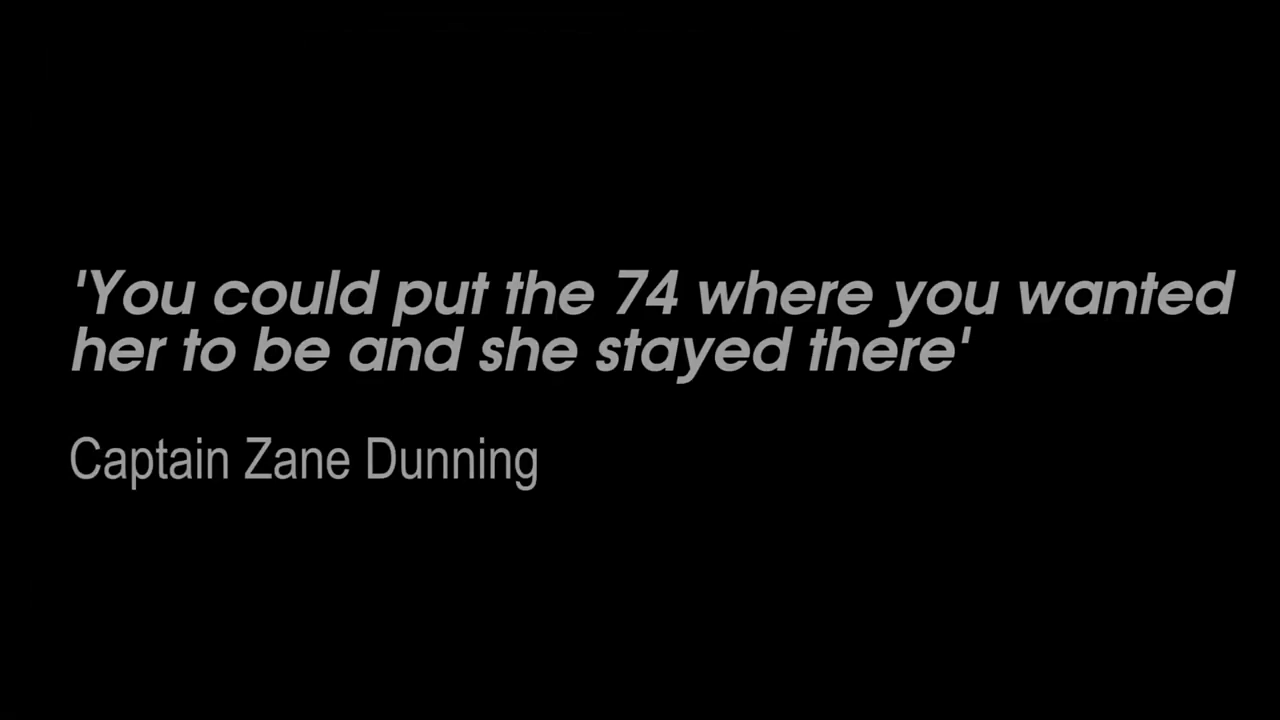 'You could put the 74 where you wanted
her to be and she stayed there'
Captain Zane Dunning